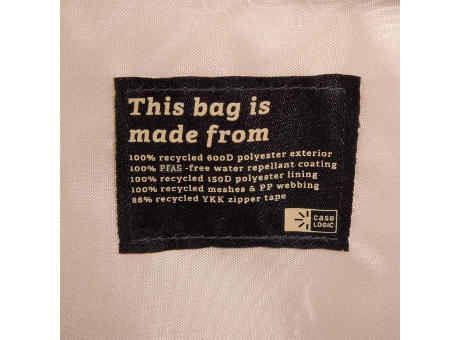 This bag is
made from
100% recycled 600D polyester exterior
100% PFAS-free water repellant coating
100% recycled 150D polyester lining
100% recycled meshes & PP webbing
86% recycled YKK zipper tape
case
LOGIC